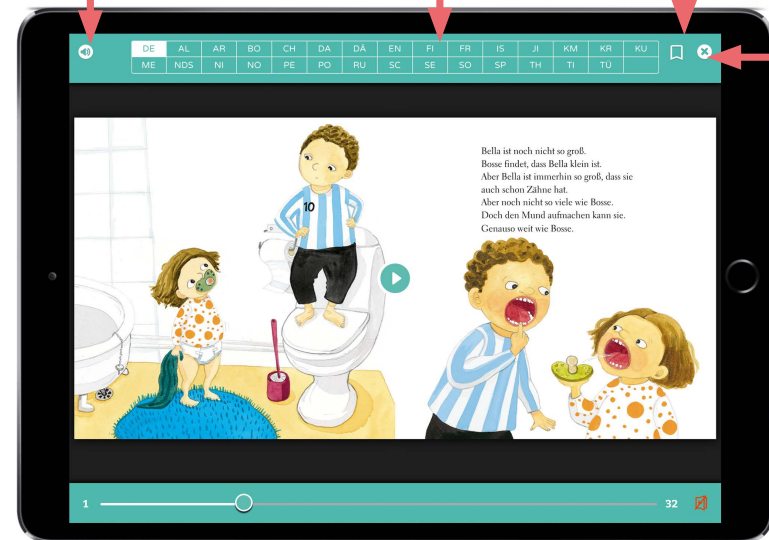 DE AL AR BO CH DA DÁ EN FI FR IS JI KM KR KU
ME NDS NI NO PE PO RU SC SE SO SP TH TI TÜ
10
Bella ist noch nicht so groß.
Bosse findet, dass Bella klein ist.
Aber Bella ist immerhin so groß, dass sie
auch schon Zähne hat.
Aber noch nicht so viele wie Bosse.
Doch den Mund aufmachen kann sie.
Genauso weit wie Bosse.
1 32